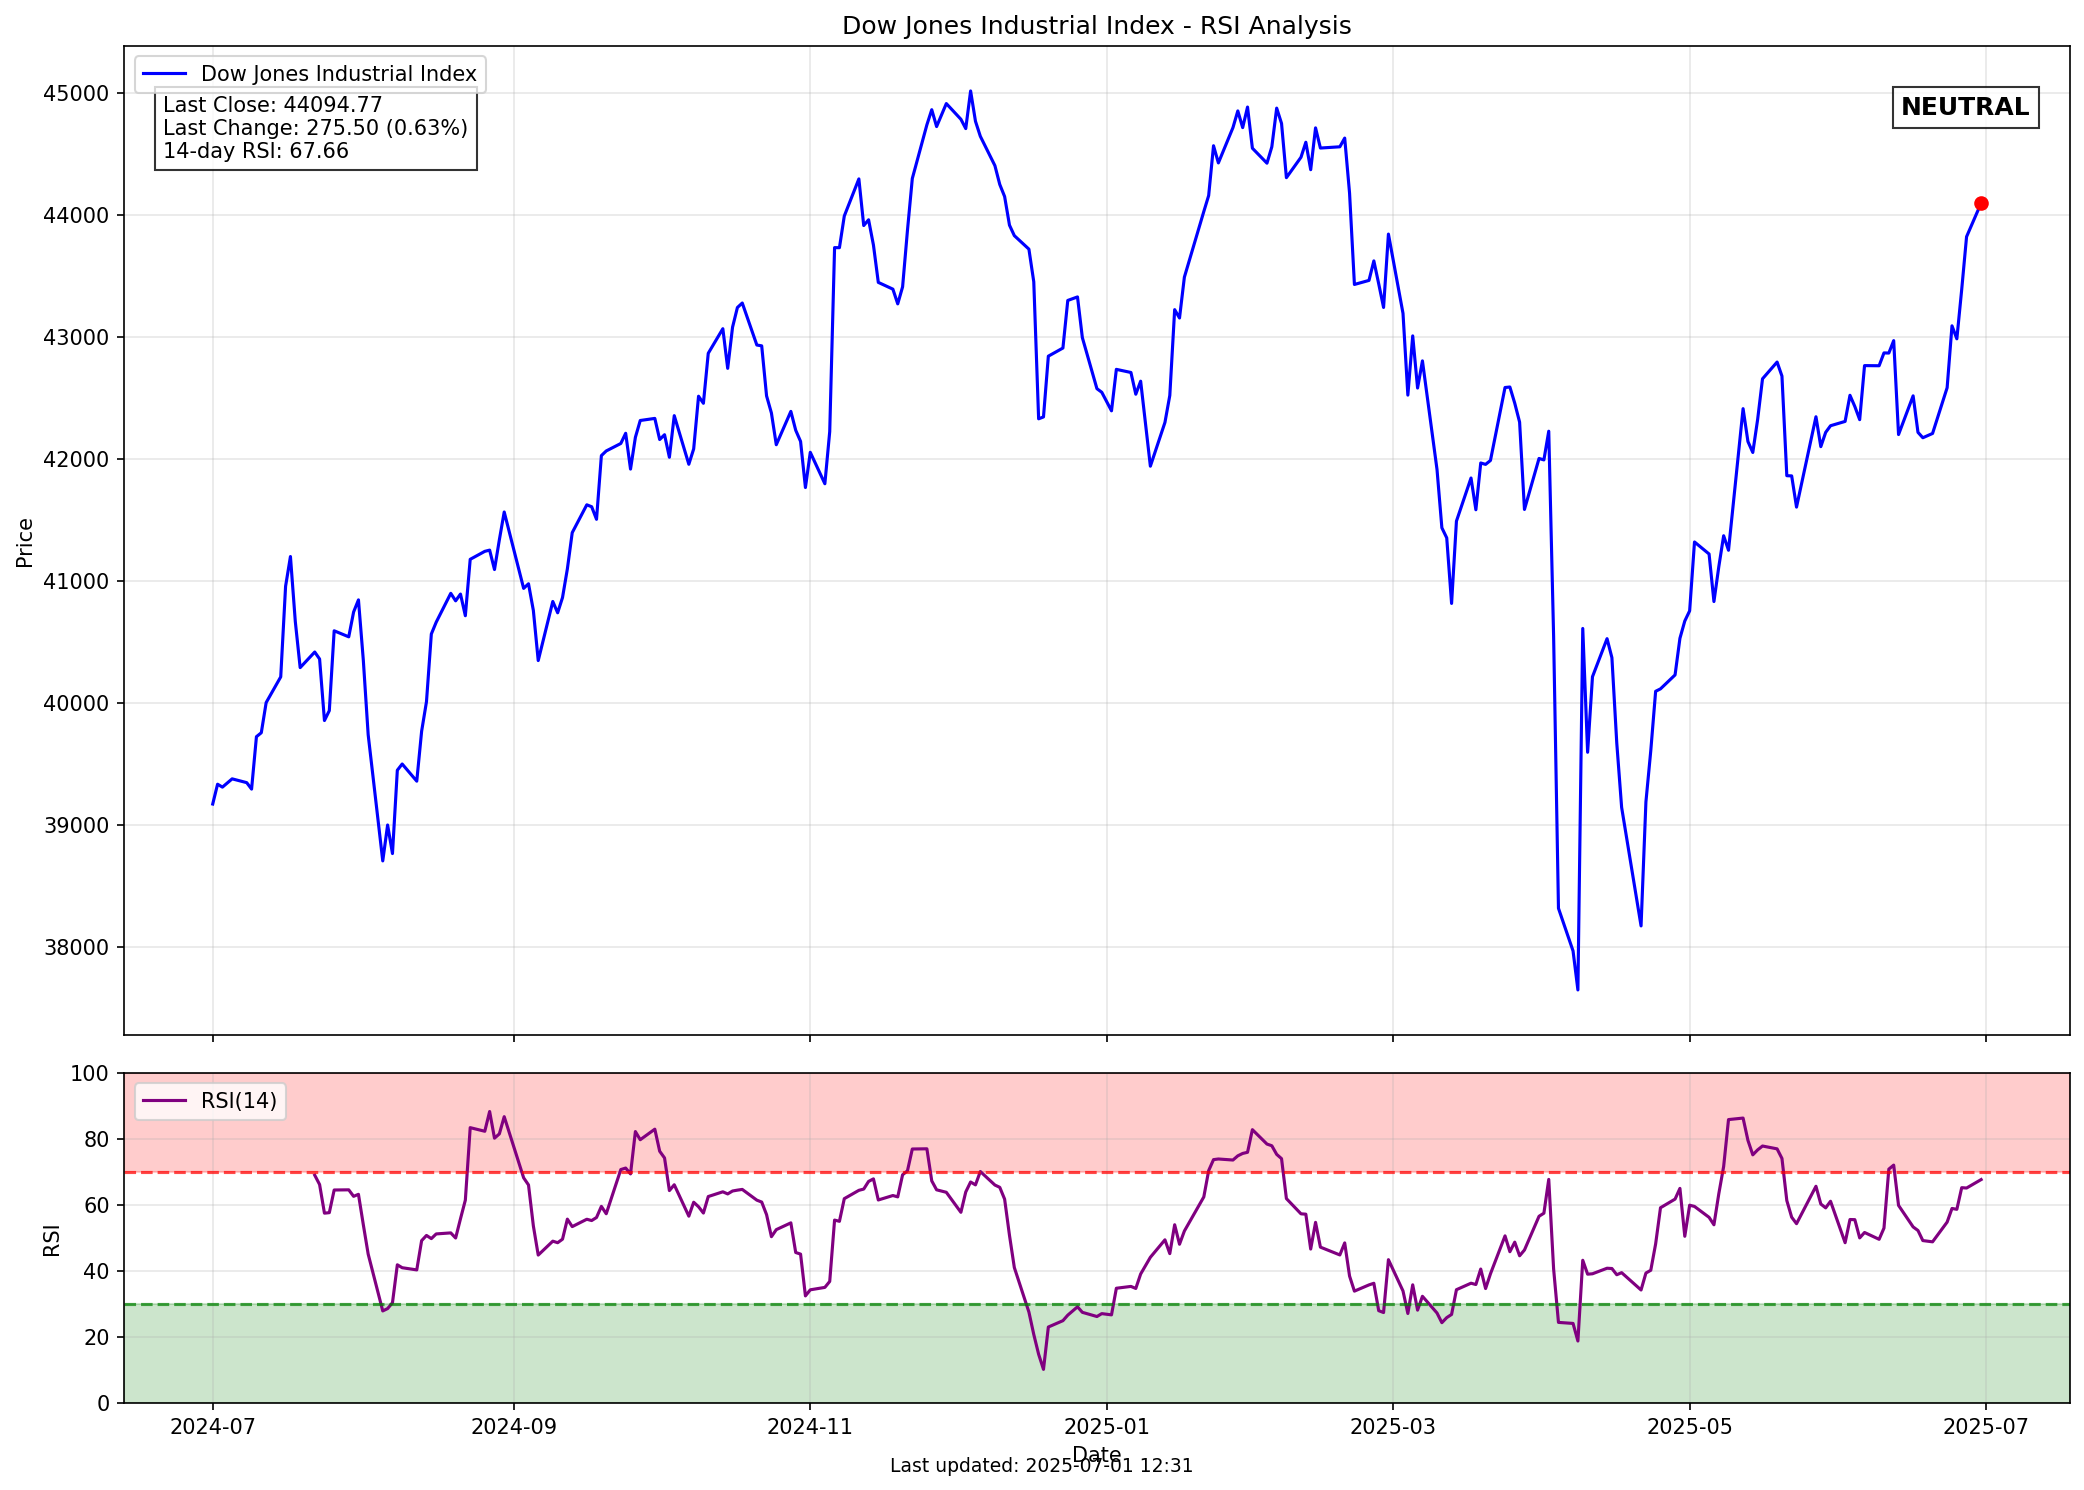 Dow Jones Industrial Index - RSI Analysis
Dow Jones Industrial Index
Last Close: 44094.77
Last Change: 275.50 (0.63%)
14-day RSI: 67.66
NEUTRAL
45000
44000
43000
42000
41000
40000
39000
38000
Price
RSI(14)
100
80
60
40
20
0
RSI
2024-07
2024-09
2024-11
2025-01
2025-03
2025-05
2025-07
Date
Last updated: 2025-07-01 12:31